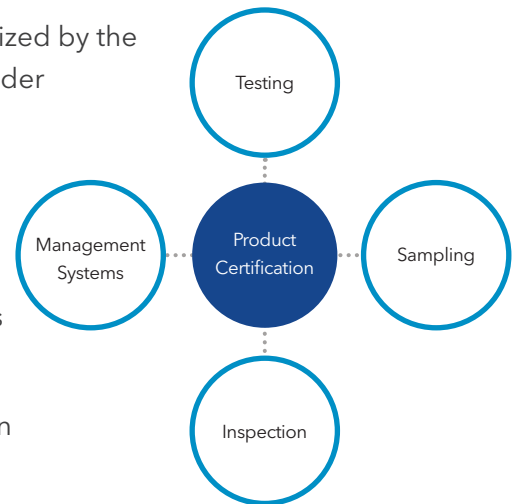 ized by the
der
s
n
Testing
Management
Systems
Product
Certification
Sampling
Inspection